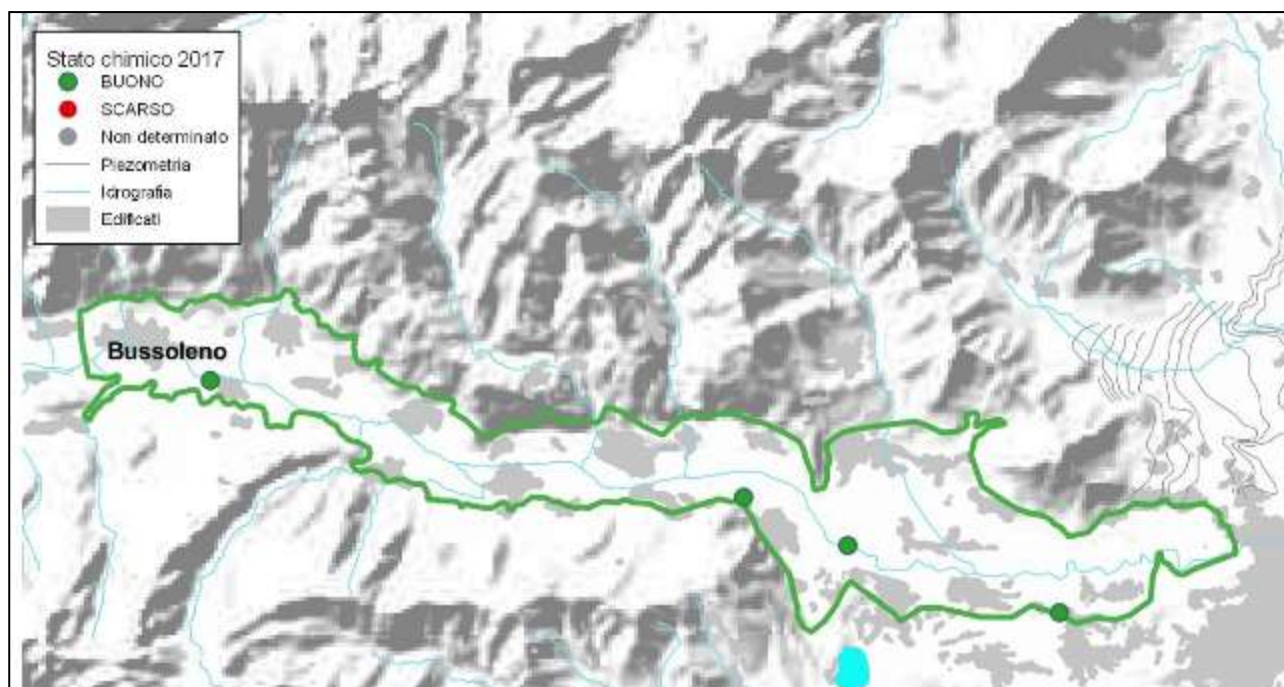 Stato chimico 2017
BUONO
SCARSO
Non determinato
Piezometria
Idrografia
Edificati
Bussoleno